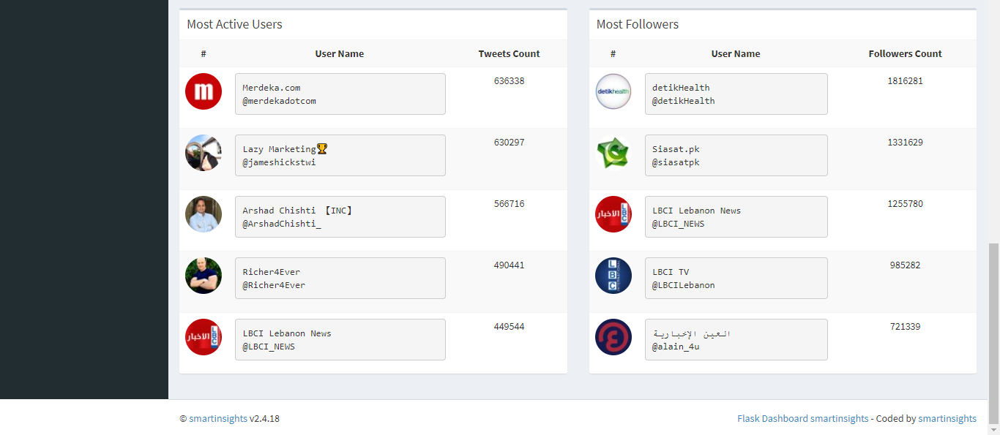 Most Active Users
# User Name Tweets Count
m
Merdeka.com
@merdekadotcom
636338
Lazy Marketing🏆
@jameshickstwi
630297
Arshad Chishti 【INC】
@ArshadChishti_
566716
Richer4Ever
@Richer4Ever
490441
الأخبار LBCI
LBCI Lebanon News
@LBCI_NEWS
449544
Most Followers
# User Name Followers Count
detikhealth
detikHealth
@detikHealth
1816281
Siasat.pk
@siasatpk
1331629
الأخبار LBCI
LBCI Lebanon News
@LBCI_NEWS
1255780
LBC
LBCI TV
@LBCILebanon
985282
ع
العين الإخبارية
@alain_4u
721339
© smartinsights v2.4.18
Flask Dashboard smartinsights - Coded by smartinsights